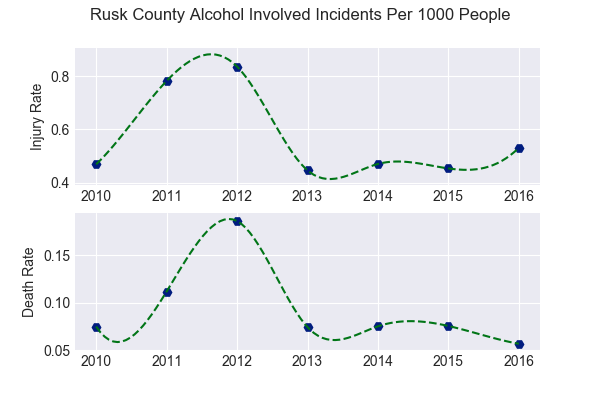 Rusk County Alcohol Involved Incidents Per 1000 People
Injury Rate
0.8
0.6
0.4
2010 2011 2012 2013 2014 2015 2016
Death Rate
0.15
0.10
0.05
2010 2011 2012 2013 2014 2015 2016